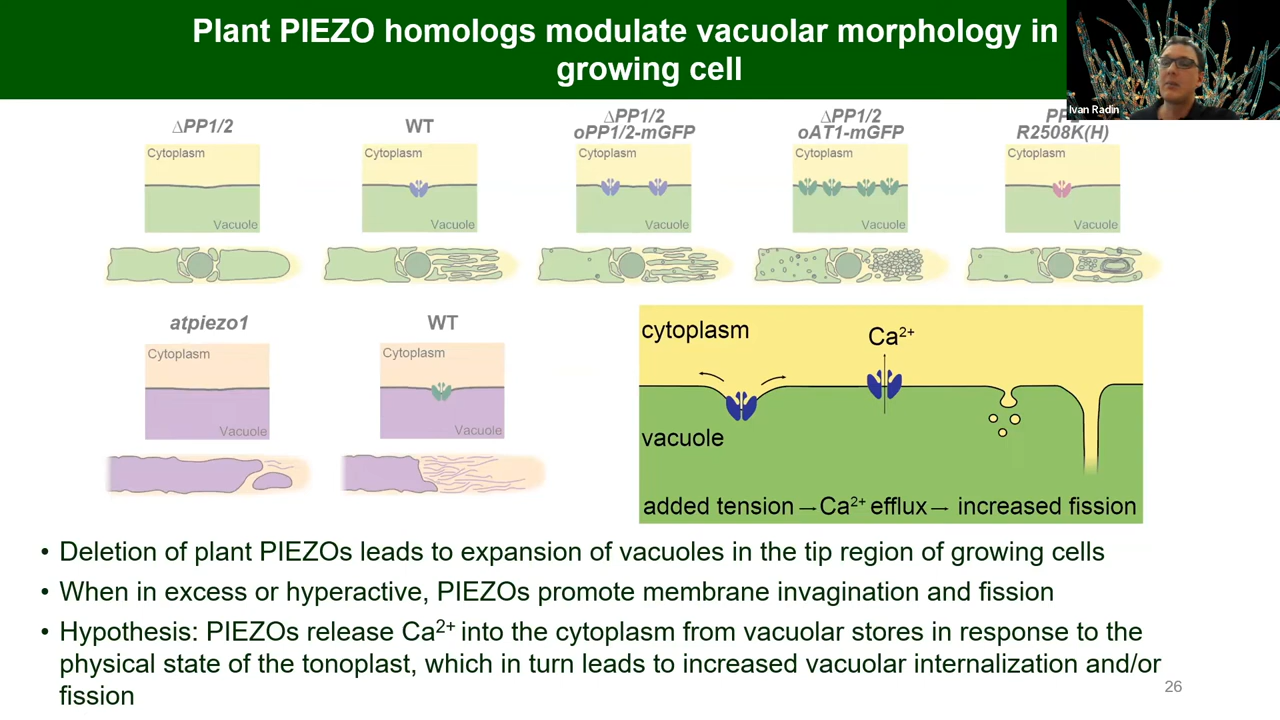 Plant PIEZO homologs modulate vacuolar morphology in
growing cell
Ivan Radin
ΔPP1/2
WT
ΔPP1/2
oPP1/2-mGFP
ΔPP1/2
oAT1-mGFP
R2508K(H)
Cytoplasm
Vacuole
Cytoplasm
Vacuole
Cytoplasm
Vacuole
Cytoplasm
Vacuole
Cytoplasm
Vacuole
atpiezo1
WT
Cytoplasm
Vacuole
Cytoplasm
Vacuole
cytoplasm
Ca²⁺
vacuole
added tension → Ca²⁺ efflux → increased fission
• Deletion of plant PIEZOs leads to expansion of vacuoles in the tip region of growing cells
• When in excess or hyperactive, PIEZOs promote membrane invagination and fission
• Hypothesis: PIEZOs release Ca²⁺ into the cytoplasm from vacuolar stores in response to the
physical state of the tonoplast, which in turn leads to increased vacuolar internalization and/or
fission
26